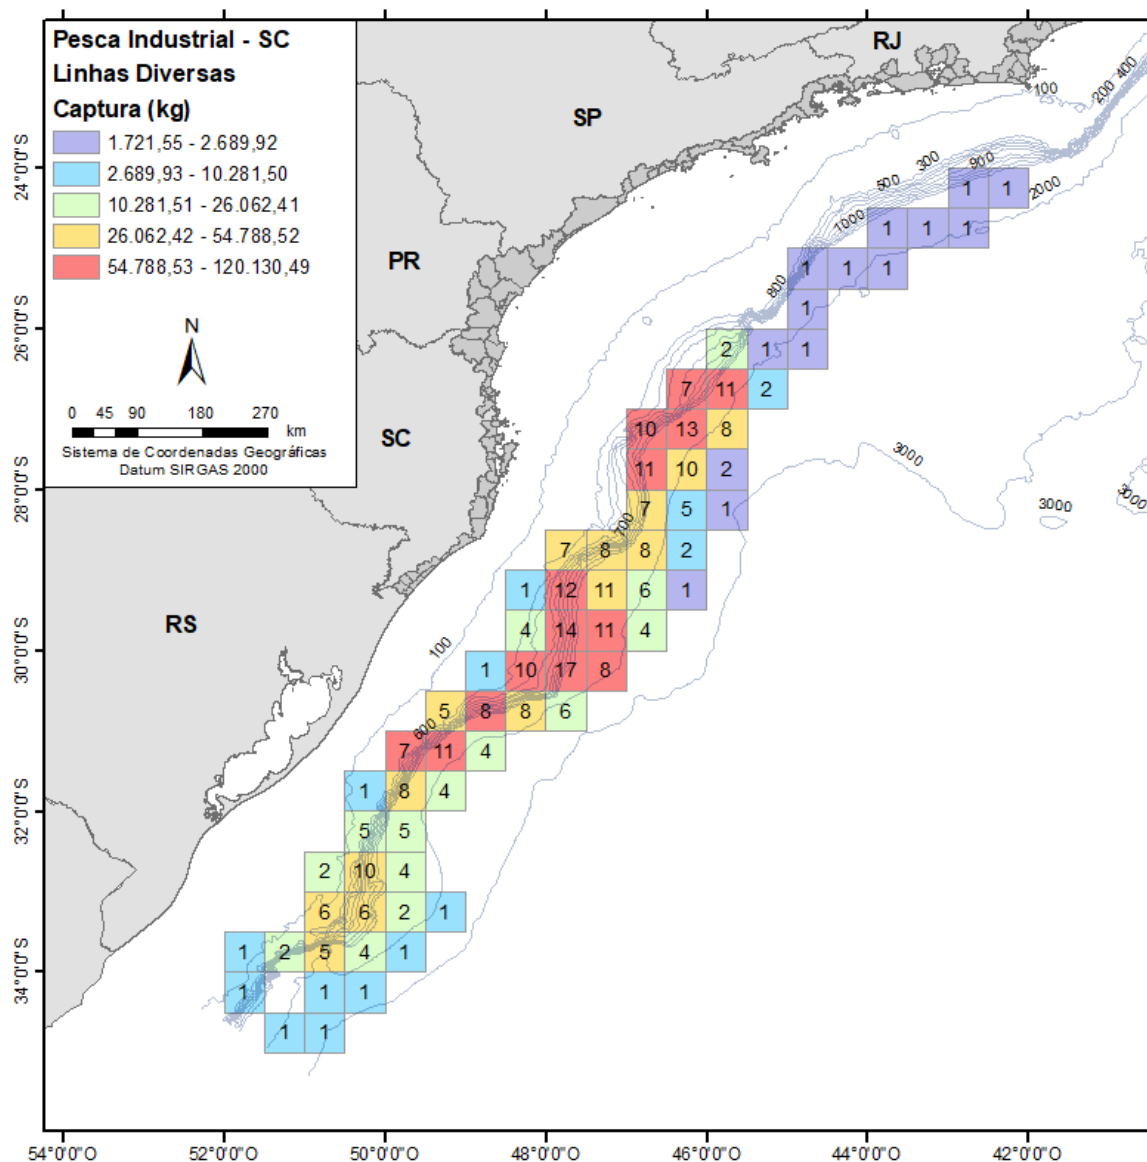 Pesca Industrial - SC
Linhas Diversas
Captura (kg)
1.721,55 - 2.689,92
2.689,93 - 10.281,50
10.281,51 - 26.062,41
26.062,42 - 54.788,52
54.788,53 - 120.130,49
N
0 45 90 180 270
km
Sistema de Coordenadas Geográficas
Datum SIRGAS 2000
RJ
SP
PR
SC
RS
100
200
400
300
900
500
1000
2000
800
3000
3000
3000
700
100
600
1 1
1 1 1
1 1 1
1
2 1 1
7 11 2
10 13 8
11 10 2
7 5 1
7 8 8 2
1 12 11 6 1
4 14 11 4
1 10 17 8
5 8 8 6
7 11 4
1 8 4
5 5
2 10 4
6 6 2 1
1 2 5 4 1
1 1 1
1 1
24°0'0"S
26°0'0"S
28°0'0"S
30°0'0"S
32°0'0"S
34°0'0"S
54°0'0"O 52°0'0"O 50°0'0"O 48°0'0"O 46°0'0"O 44°0'0"O 42°0'0"O